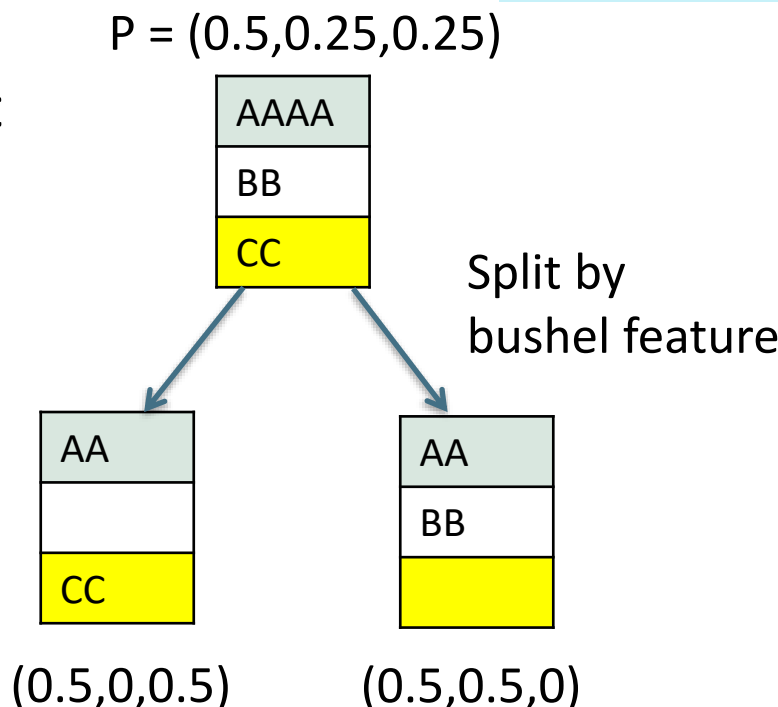 P = (0.5,0.25,0.25)
AAAA
BB
CC
Split by
bushel feature
AA
CC
AA
BB
(0.5,0,0.5)
(0.5,0.5,0)